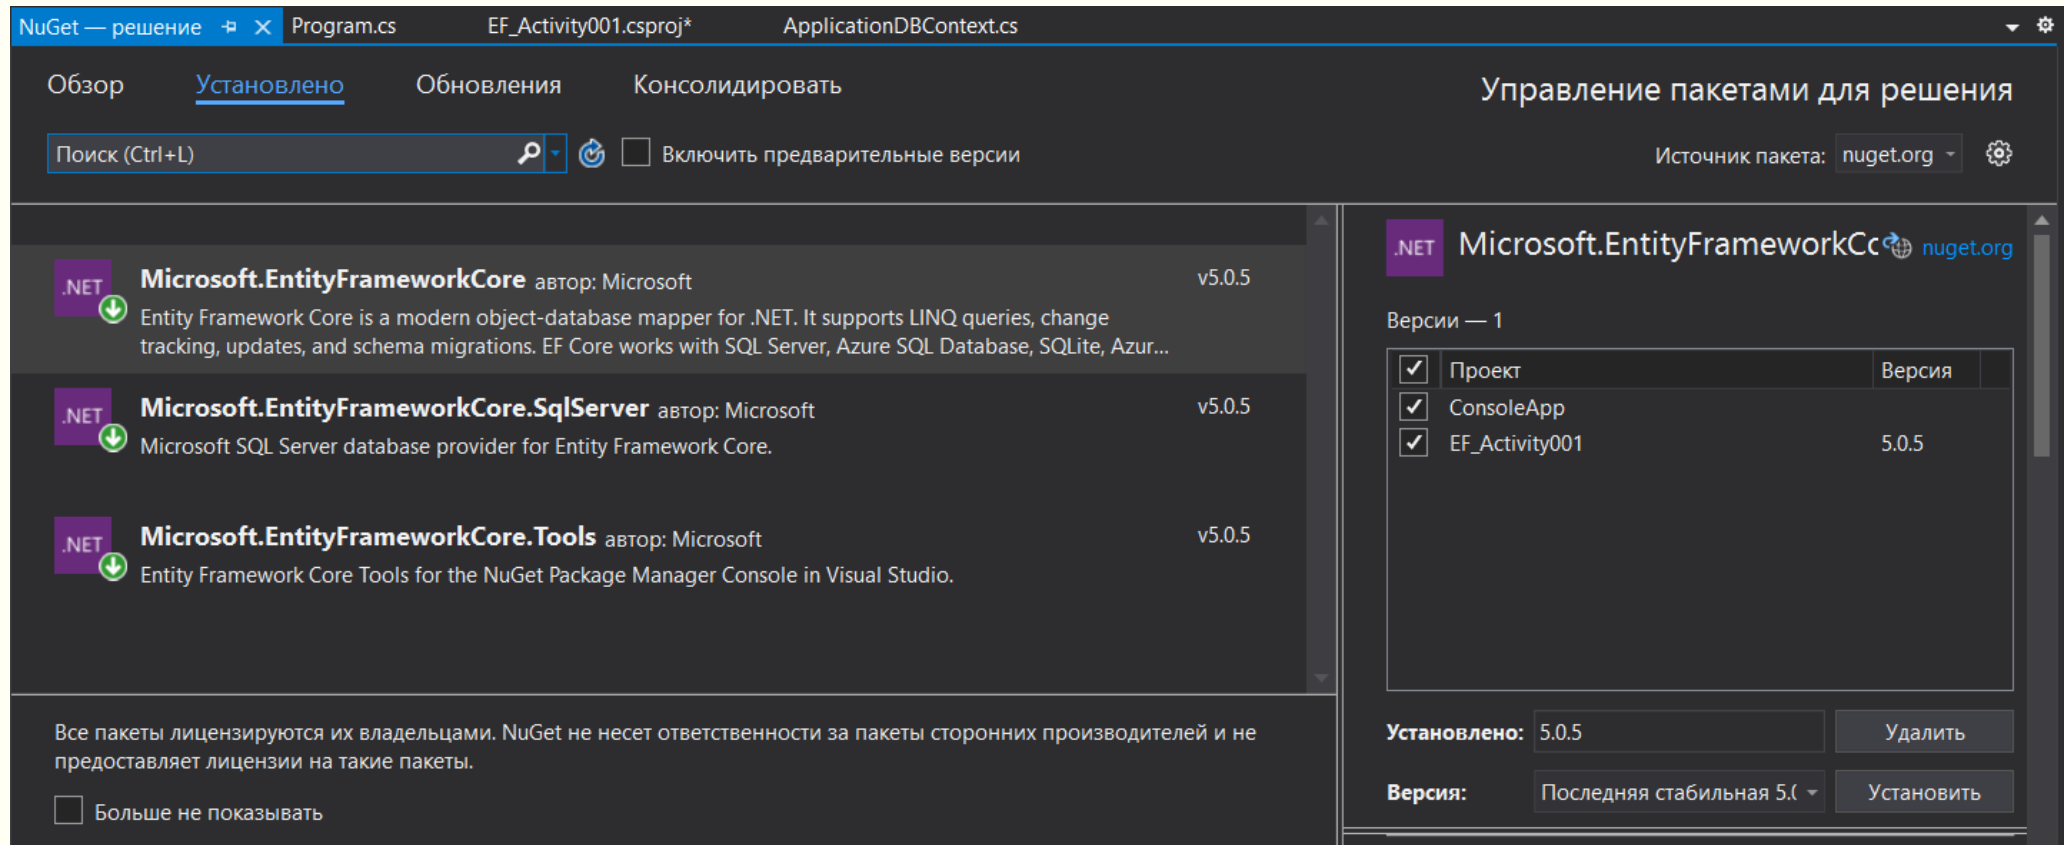 NuGet — решение
Program.cs
EF_Activity001.csproj*
ApplicationDBContext.cs
Обзор
Установлено
Обновления
Консолидировать
Управление пакетами для решения
Поиск (Ctrl+L)
Включить предварительные версии
Источник пакета: nuget.org
.NET
Microsoft.EntityFrameworkCore автор: Microsoft
v5.0.5
Entity Framework Core is a modern object-database mapper for .NET. It supports LINQ queries, change
tracking, updates, and schema migrations. EF Core works with SQL Server, Azure SQL Database, SQLite, Azur...
.NET
Microsoft.EntityFrameworkCore.SqlServer автор: Microsoft
v5.0.5
Microsoft SQL Server database provider for Entity Framework Core.
.NET
Microsoft.EntityFrameworkCore.Tools автор: Microsoft
v5.0.5
Entity Framework Core Tools for the NuGet Package Manager Console in Visual Studio.
Все пакеты лицензируются их владельцами. NuGet не несет ответственности за пакеты сторонних производителей и не
предоставляет лицензии на такие пакеты.
Больше не показывать
.NET
Microsoft.EntityFrameworkCc
nuget.org
Версии — 1
Проект
Версия
ConsoleApp
EF_Activity001
5.0.5
Установлено: 5.0.5
Удалить
Версия: Последняя стабильная 5.(
Установить